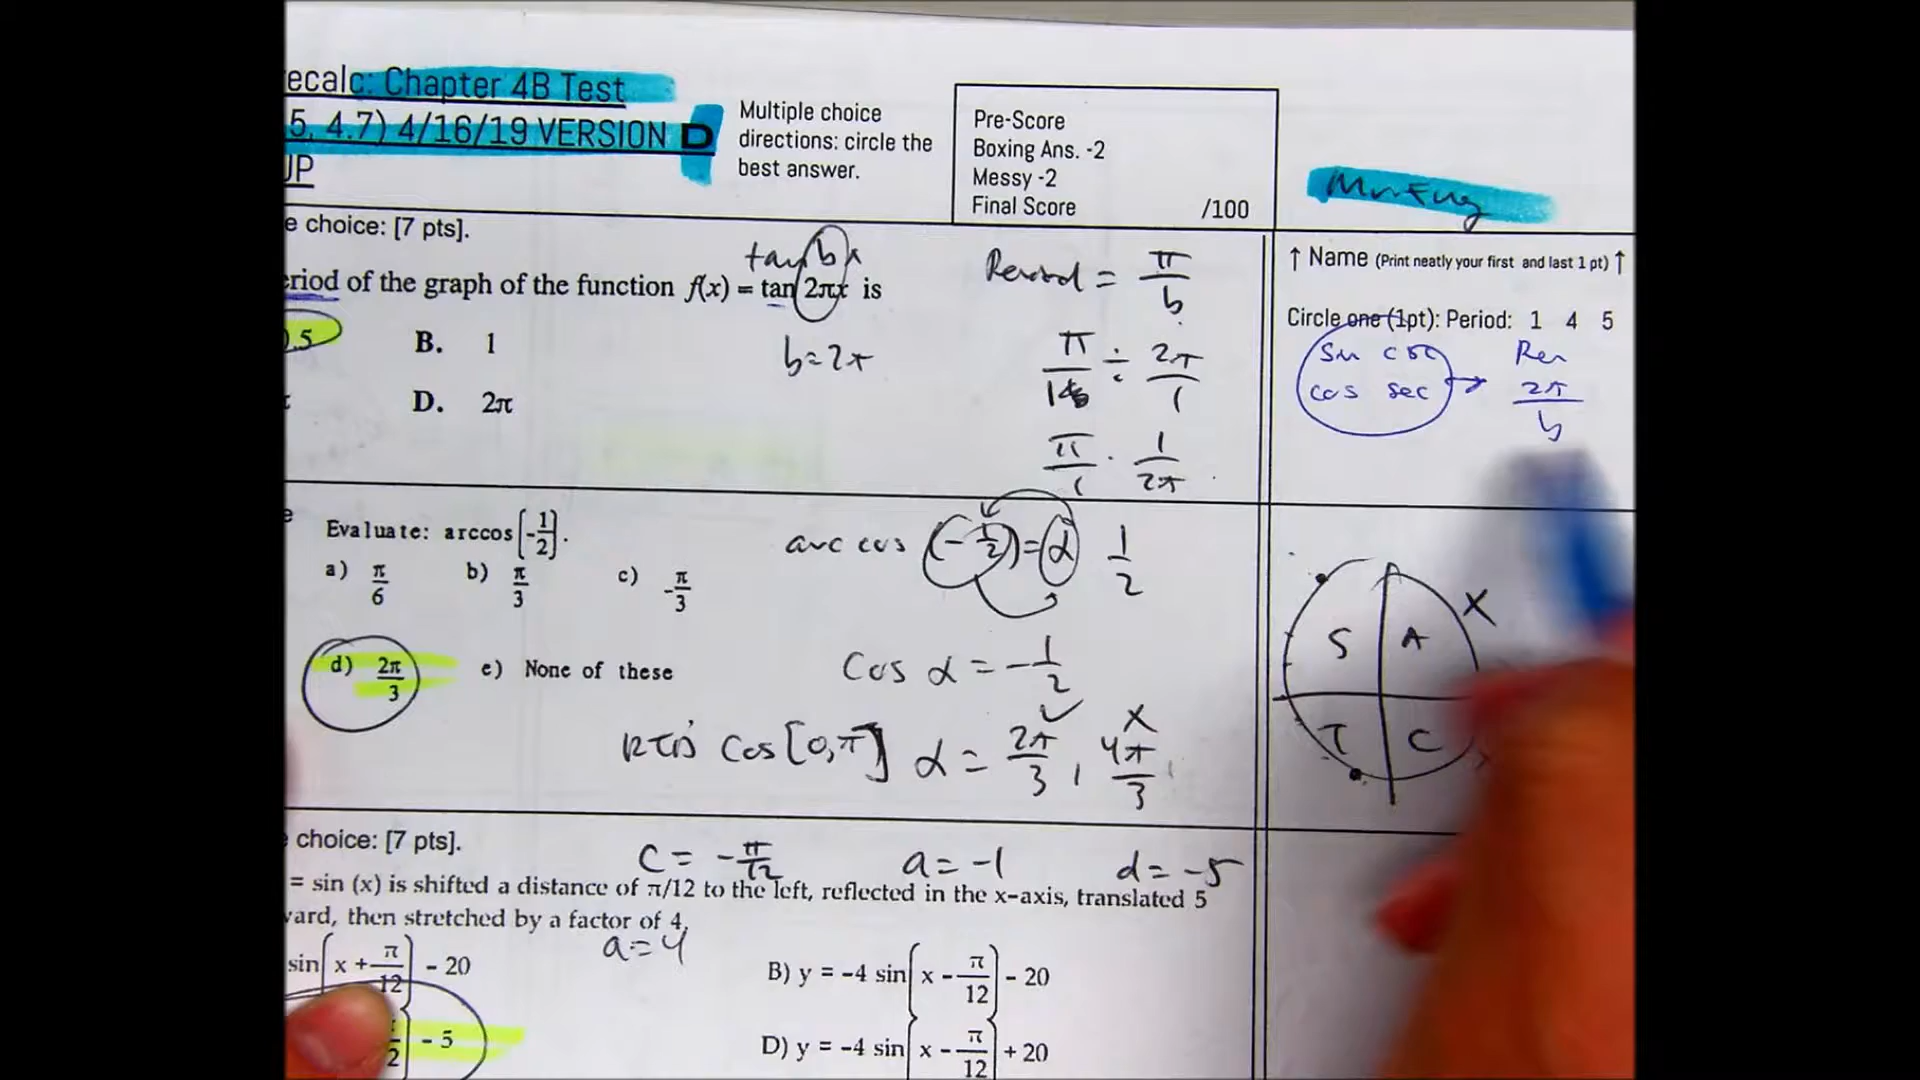 ecalc: Chapter 4B Test
5, 4.7) 4/16/19 VERSION D
UP
Multiple choice
directions: circle the
best answer.
Pre-Score
Boxing Ans. -2
Messy -2
Final Score /100
↑ Name (Print neatly your first and last 1 pt) ↑
Circle one (1pt): Period: 1 4 5
sin csc
cos sec → Per 2π/b
e choice: [7 pts].
tan bx
eriod of the graph of the function f(x) = tan 2πx is
.5 B. 1
D. 2π
b=2π
Period = π/b
π/1 ÷ 2π/1
π/1 · 1/2π
e Evaluate: arccos[-1/2].
a) π/6 b) π/3 c) -π/3
d) 2π/3 e) None of these
arc cos (-1/2)=α 1/2
cos α = -1/2
cos [0,π] α = 2π/3, 4π/3
✓ X
S A X
T C
choice: [7 pts].
c = -π/12 a=-1 d=-5
= sin (x) is shifted a distance of π/12 to the left, reflected in the x-axis, translated 5
ward, then stretched by a factor of 4.
a=4
sin[x + π/12] - 20 B) y = -4 sin[x - π/12] - 20
2] - 5 D) y = -4 sin[x - π/12] + 20